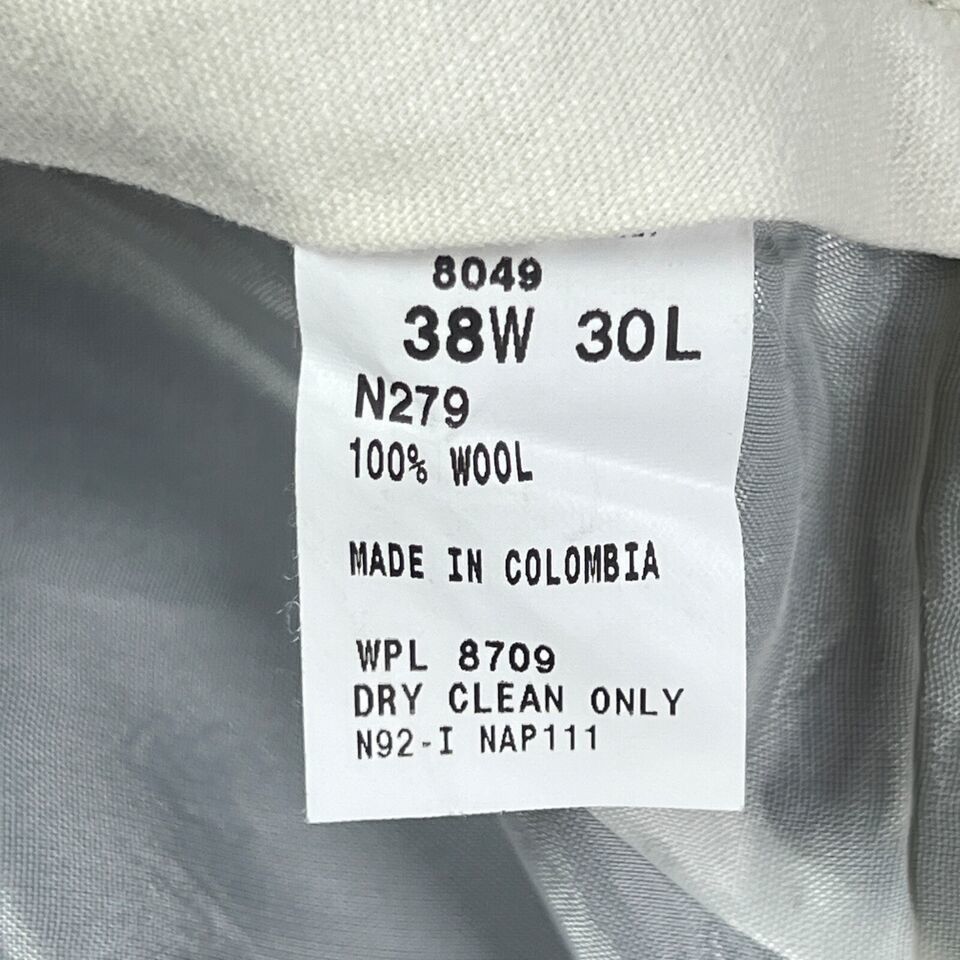 8049
38W 30L
N279
100% WOOL
MADE IN COLOMBIA
WPL 8709
DRY CLEAN ONLY
N92-I NAP111